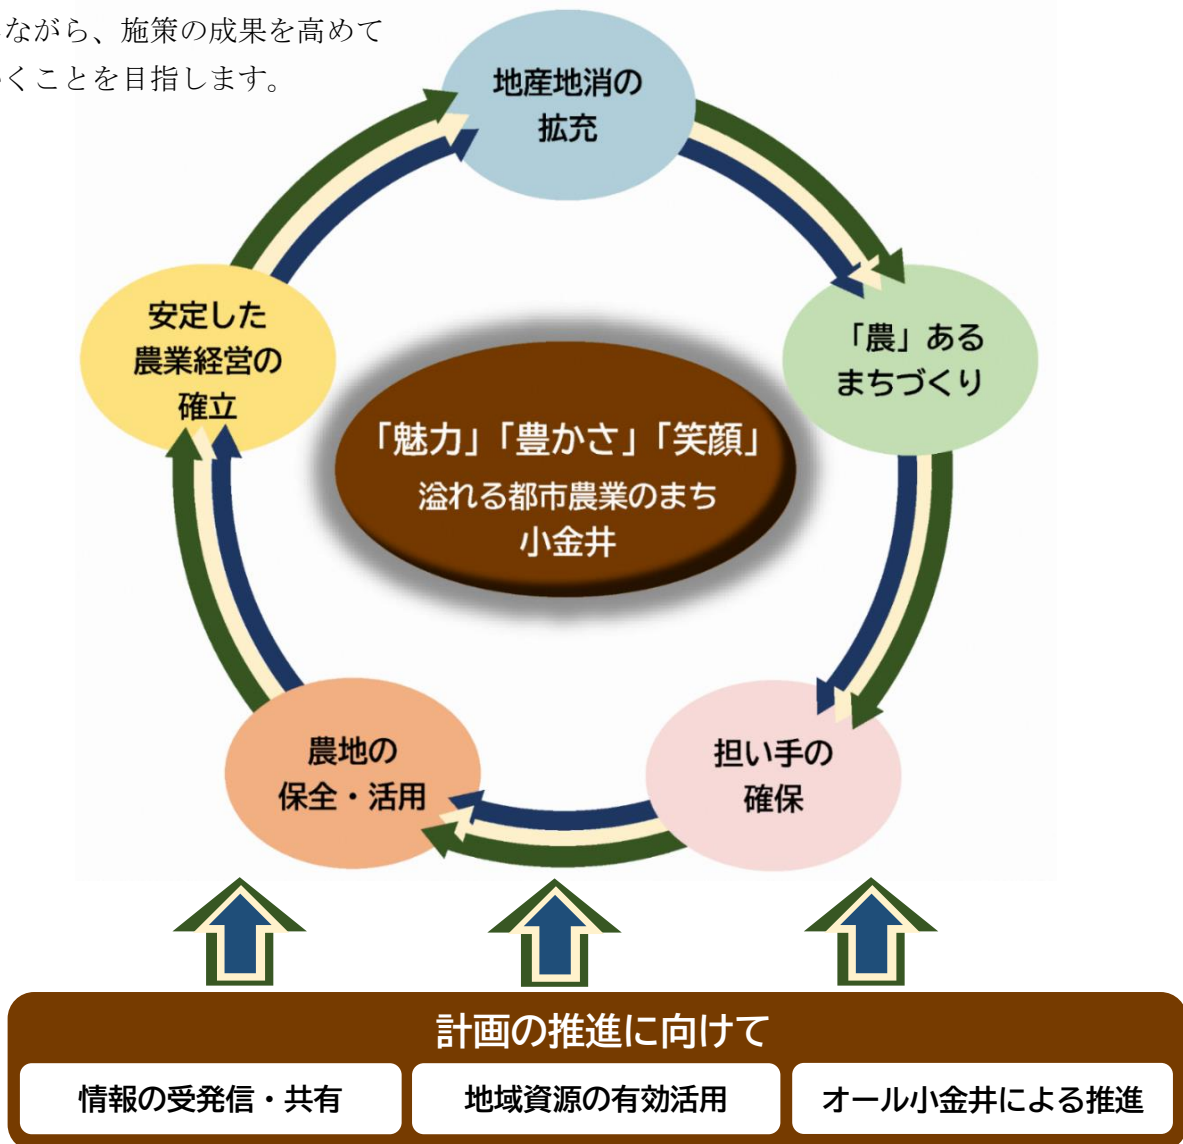 ながら、施策の成果を高めて
くことを目指します。
地産地消の
拡充
「農」ある
まちづくり
担い手の
確保
農地の
保全・活用
安定した
農業経営の
確立
「魅力」「豊かさ」「笑顔」
溢れる都市農業のまち
小金井
計画の推進に向けて
情報の受発信・共有
地域資源の有効活用
オール小金井による推進